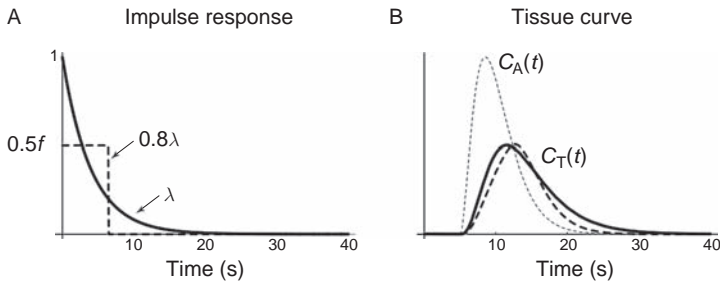 A Impulse response
1
0.5f
0.8λ
λ
10 20 30 40
Time (s)
B Tissue curve
C_A(t)
C_T(t)
10 20 30 40
Time (s)